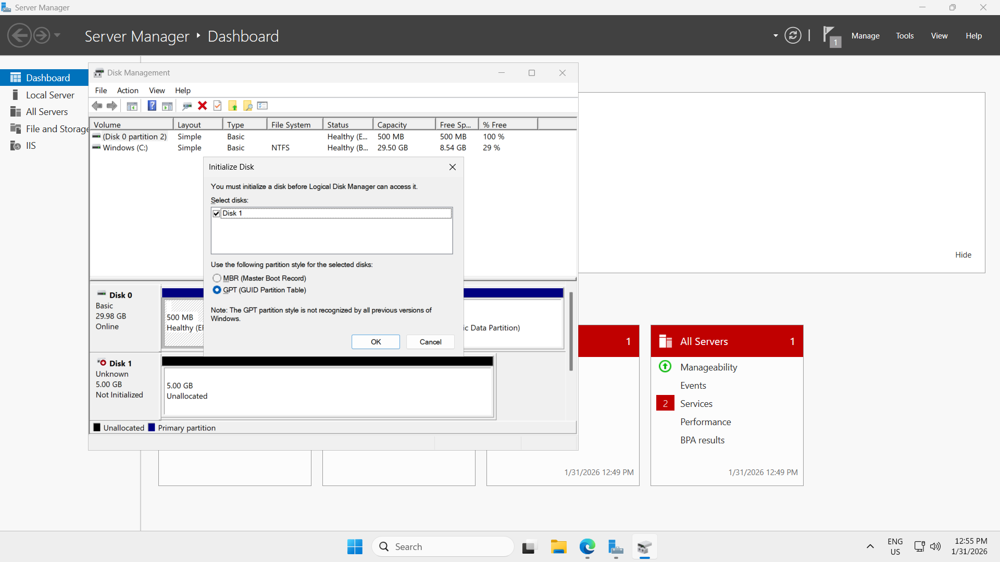 Server Manager
Server Manager ‣ Dashboard
1
Manage
Tools
View
Help
Dashboard
Local Server
All Servers
File and Storage
IIS
Disk Management
File
Action
View
Help
Volume Layout Type File System Status Capacity Free Sp... % Free
(Disk 0 partition 2) Simple Basic Healthy (E... 500 MB 500 MB 100 %
Windows (C:) Simple Basic NTFS Healthy (B... 29.50 GB 8.54 GB 29 %
Initialize Disk
You must initialize a disk before Logical Disk Manager can access it.
Select disks:
Disk 1
Use the following partition style for the selected disks:
MBR (Master Boot Record)
GPT (GUID Partition Table)
Note: The GPT partition style is not recognized by all previous versions of
Windows.
OK
Cancel
Disk 0
Basic
29.98 GB
Online
500 MB
Healthy (EF
ic Data Partition)
Disk 1
Unknown
5.00 GB
Not Initialized
5.00 GB
Unallocated
Unallocated
Primary partition
Hide
1
1/31/2026 12:49 PM
All Servers 1
Manageability
Events
2 Services
Performance
BPA results
1/31/2026 12:49 PM
Search
ENG
US
12:55 PM
1/31/2026